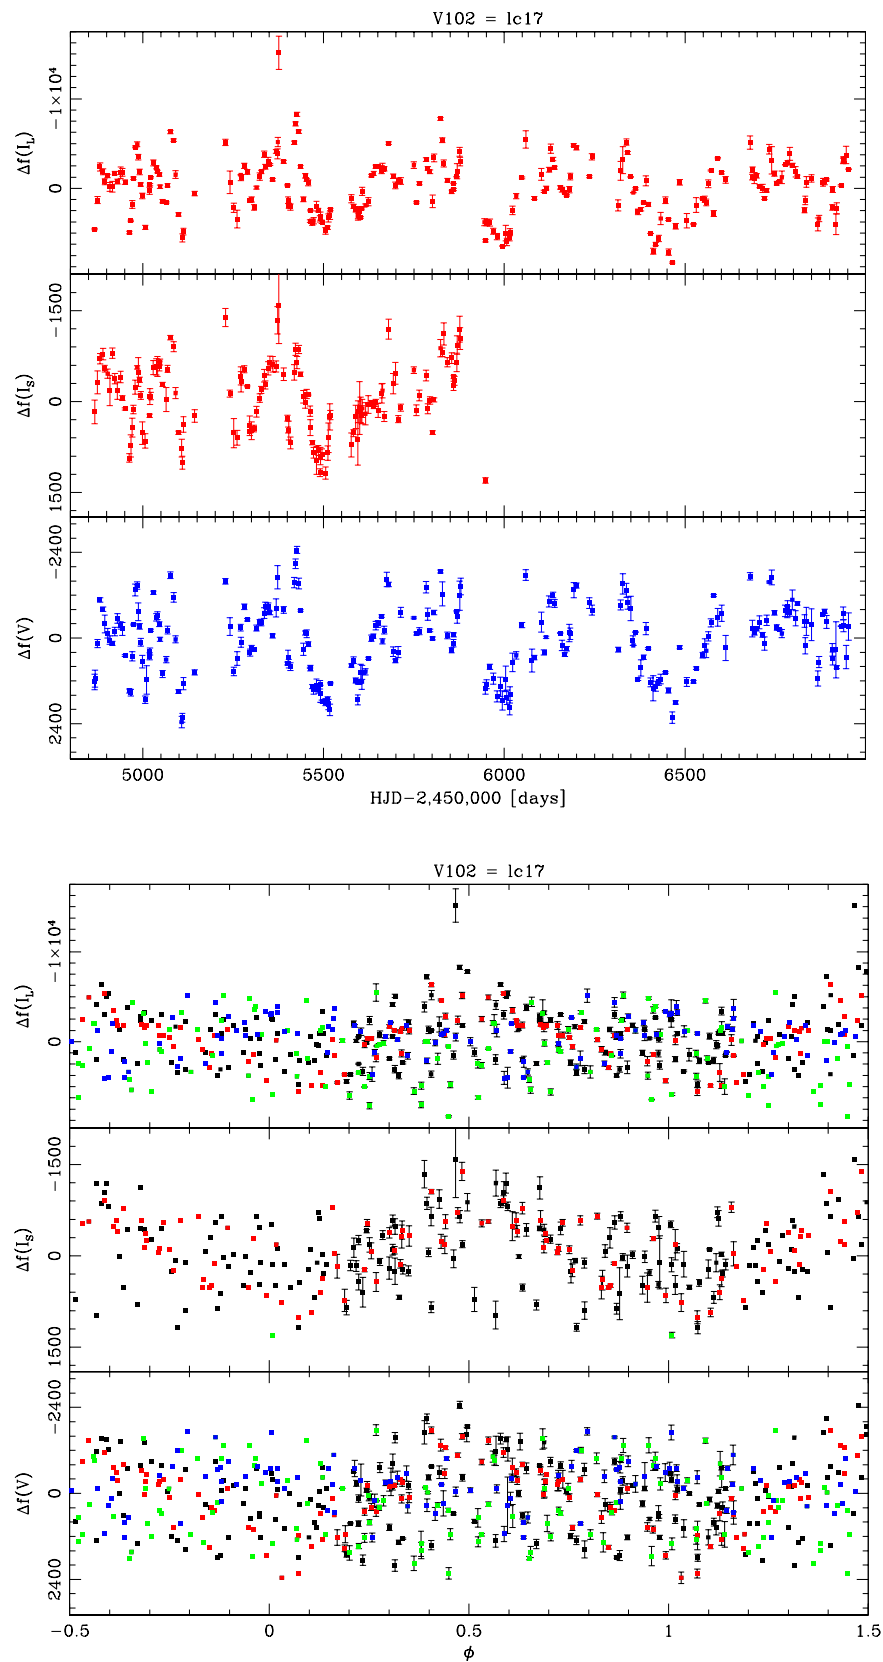 V102 = lc17
Δf(I_L)
−1×10⁴
0
Δf(I_S)
−1500
0
1500
Δf(V)
−2400
0
2400
5000 5500 6000 6500
HJD−2,450,000 [days]
V102 = lc17
Δf(I_L)
−1×10⁴
0
Δf(I_S)
−1500
0
1500
Δf(V)
−2400
0
2400
−0.5 0 0.5 1 1.5
ϕ